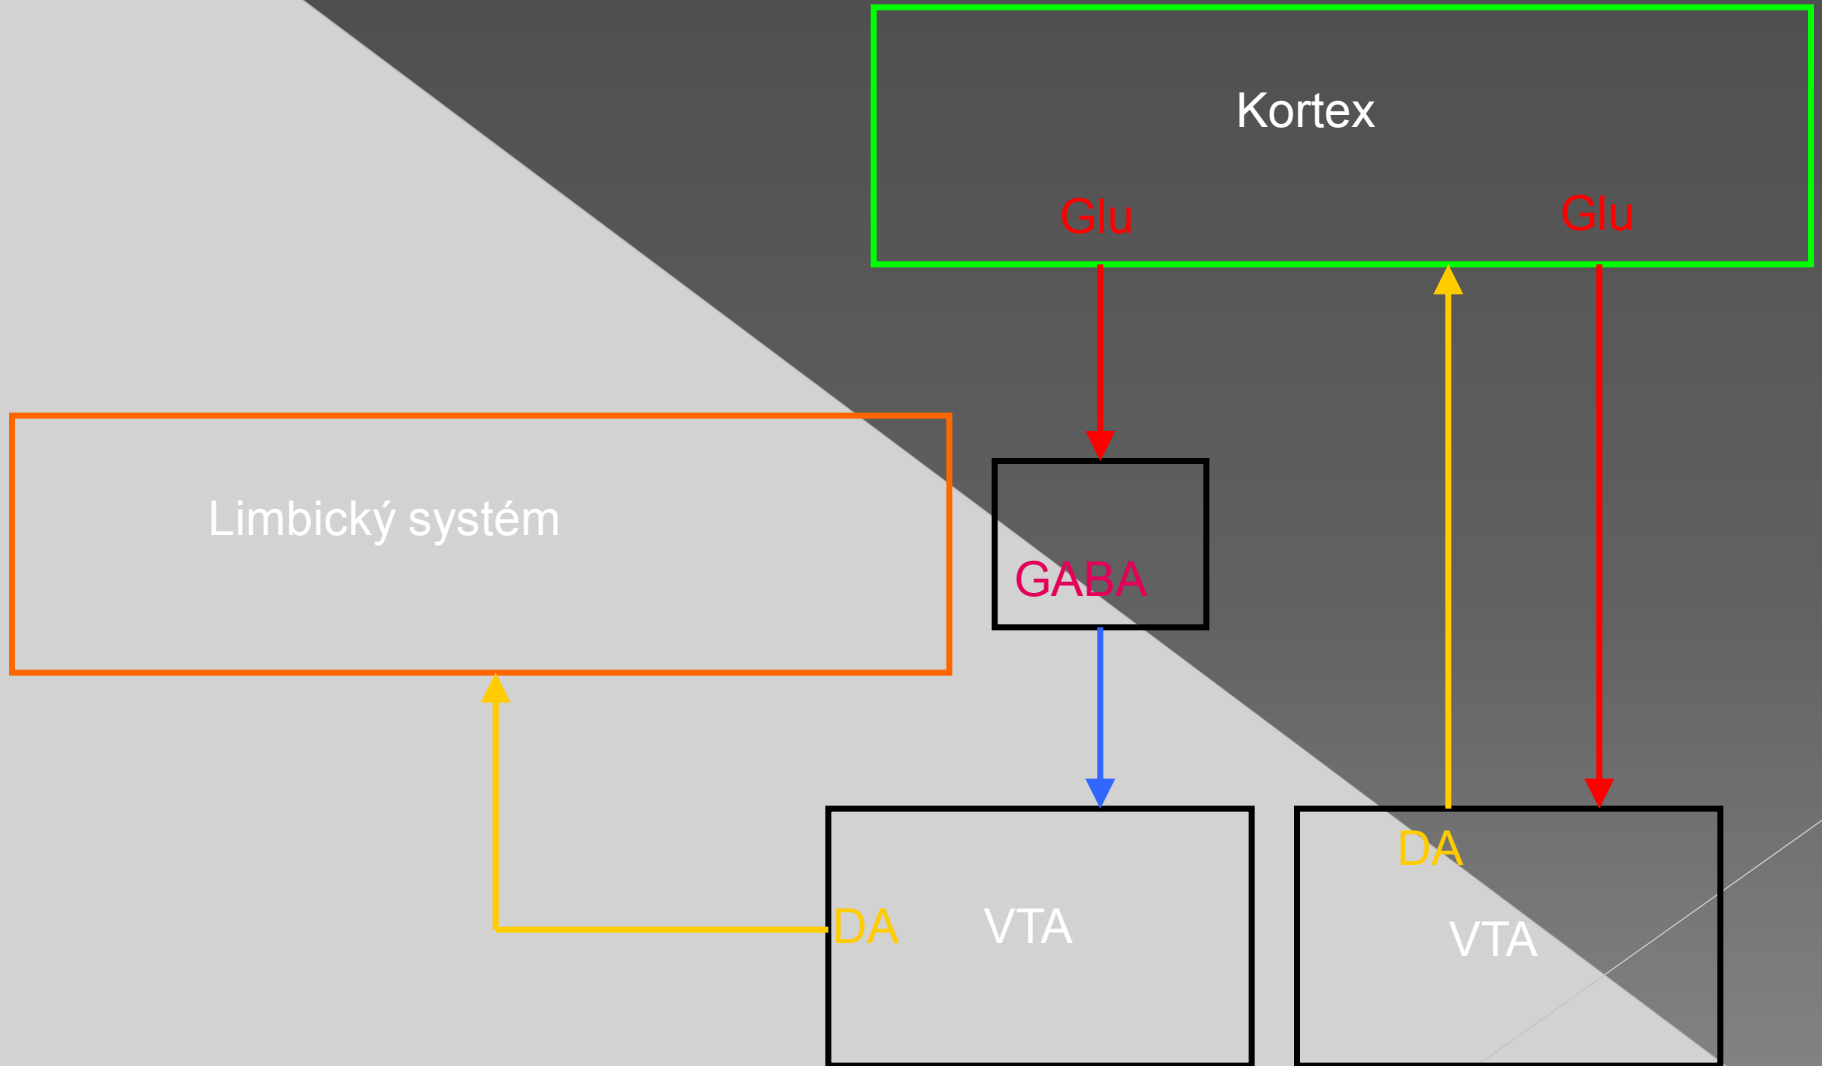 Kortex
Glu
Glu
Limbický systém
GABA
DA
DA
VTA
VTA